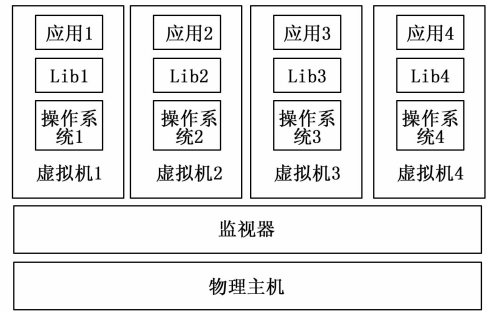 应用1
应用2
应用3
应用4
Lib1
Lib2
Lib3
Lib4
操作系
统1
操作系
统2
操作系
统3
操作系
统4
虚拟机1
虚拟机2
虚拟机3
虚拟机4
监视器
物理主机